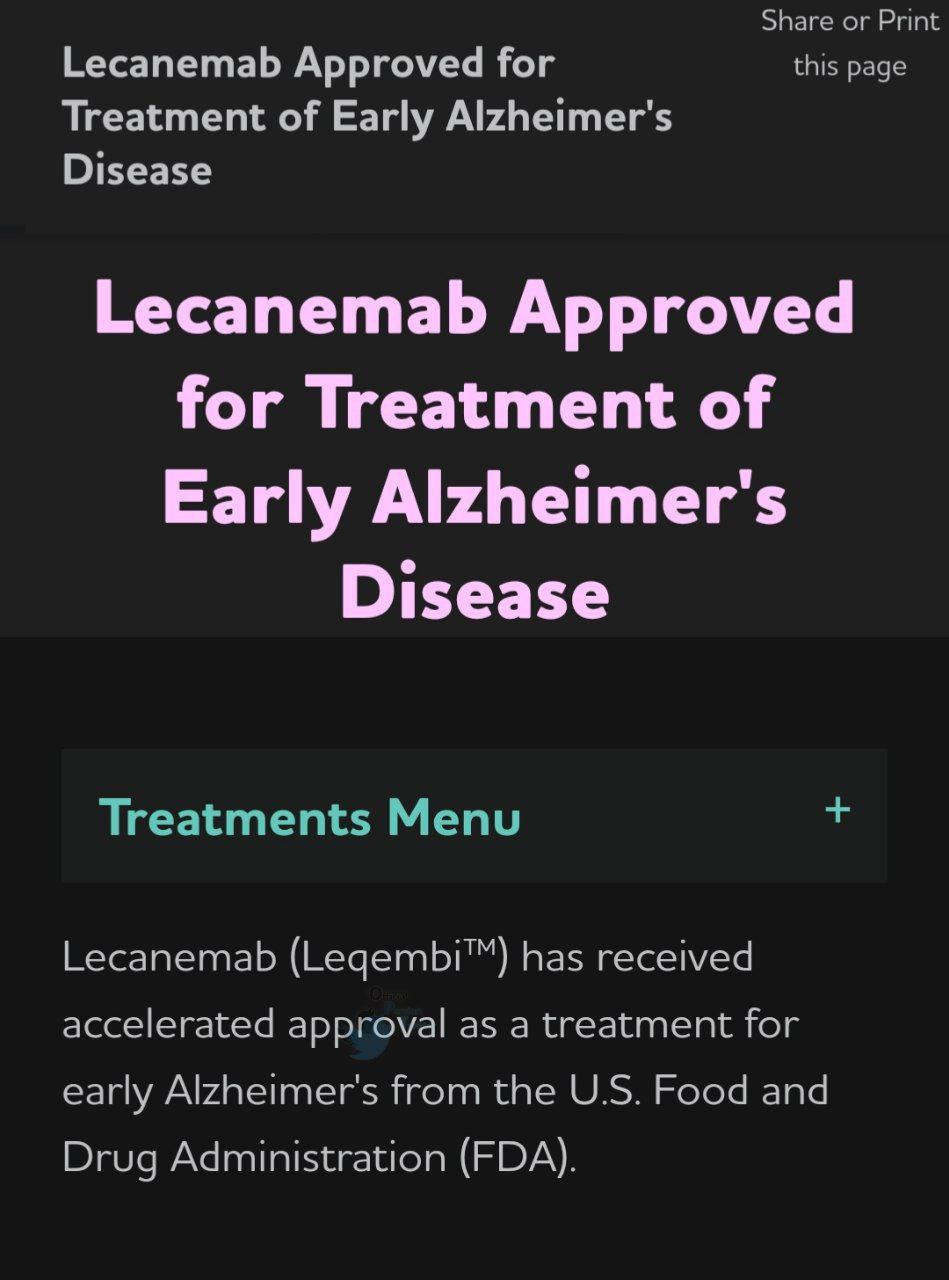 Share or Print
this page
Lecanemab Approved for
Treatment of Early Alzheimer's
Disease
Lecanemab Approved
for Treatment of
Early Alzheimer's
Disease
Treatments Menu +
Lecanemab (Leqembi™) has received
accelerated approval as a treatment for
early Alzheimer's from the U.S. Food and
Drug Administration (FDA).